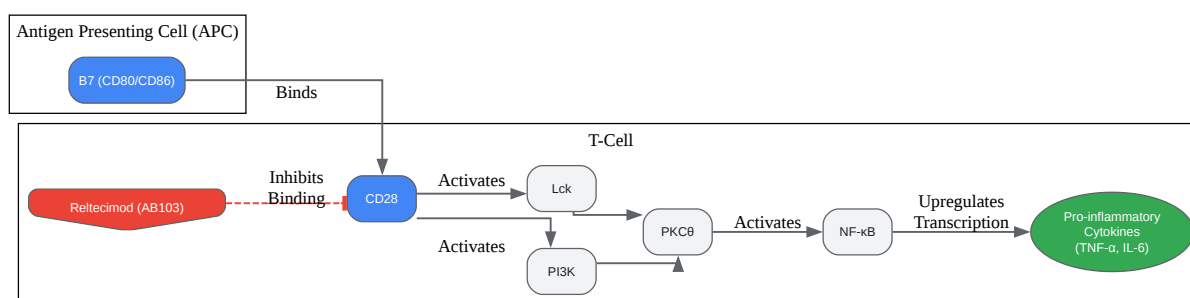 Antigen Presenting Cell (APC)
B7 (CD80/CD86)
Binds
T-Cell
Reltecimod (AB103)
Inhibits
Binding
CD28
Activates
Activates
Lck
PI3K
PKCθ
Activates
NF-κB
Upregulates
Transcription
Pro-inflammatory
Cytokines
(TNF-α, IL-6)